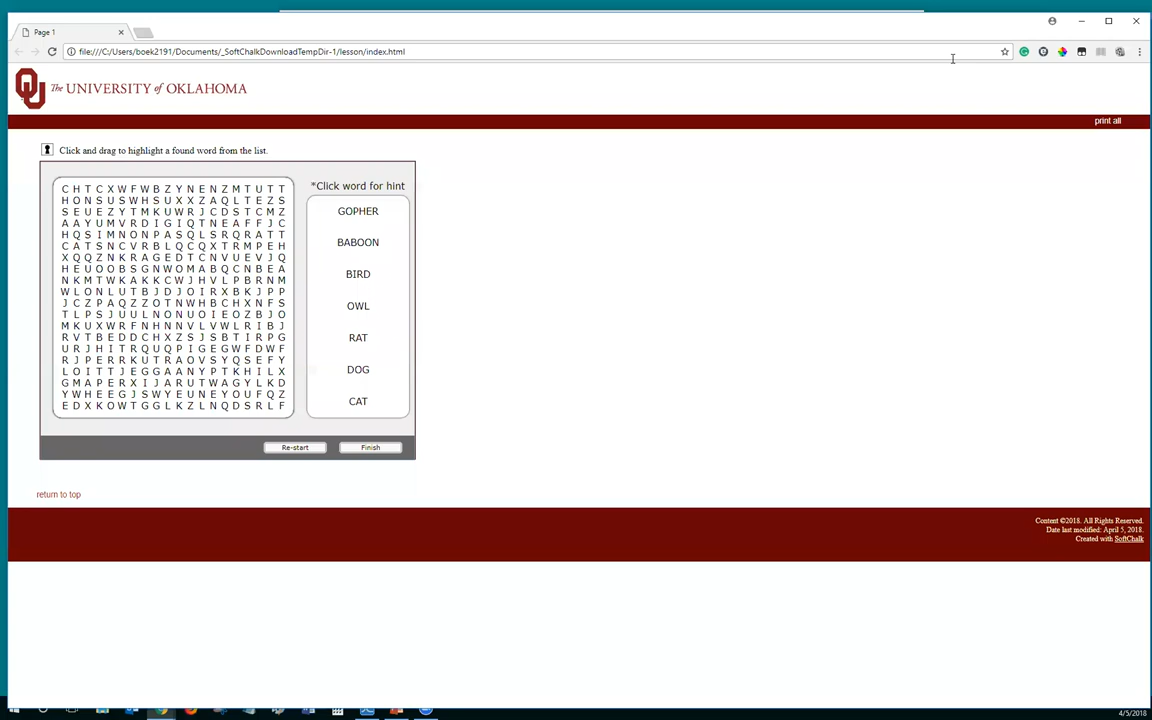 Page 1
file:///C:/Users/boek2191/Documents/_SoftChalkDownloadTempDir-1/lesson/index.html
The UNIVERSITY of OKLAHOMA
print all
Click and drag to highlight a found word from the list.
*Click word for hint
C H T C X W F W B Z Y N E N Z M T U T T
H O N S U S W H S U X X Z A Q L T E Z S
S E U E Z Y T M K U W R J C D S T C M Z
A A Y U M V R D I G I Q T N E A F F J C
H Q S I M N O N P A S Q L S R Q R A T T
C A T S N C V R B L Q C Q X T R M P E H
X Q Q Z N K R A G E D T C N V U E V J Q
H E U O O B S G N W O M A B Q C N B E A
N K M T W K A K K C W J H V L P B R N M
W L O N L U T B J D J O I R X B K J P P
J C Z P A Q Z Z O T N W H B C H X N F S
T L P S J U U L N O N U O I E O Z B J O
M K U X W R F N H N N V L V W L R I B J
R V T B E D D C H X Z S J S B T I R P G
U R J H I T R Q U Q P I G E G W F D W F
R J P E R R K U T R A O V S Y Q S E F Y
L O I T T J E G G A A N Y P T K H I L X
G M A P E R X I J A R U T W A G Y L K D
Y W H E E G J S W Y E U N E Y O U F Q Z
E D X K O W T G G L K Z L N Q D S R L F
GOPHER
BABOON
BIRD
OWL
RAT
DOG
CAT
Re-start
Finish
return to top
Content ©2018. All Rights Reserved.
Date last modified: April 5, 2018.
Created with SoftChalk
4/5/2018